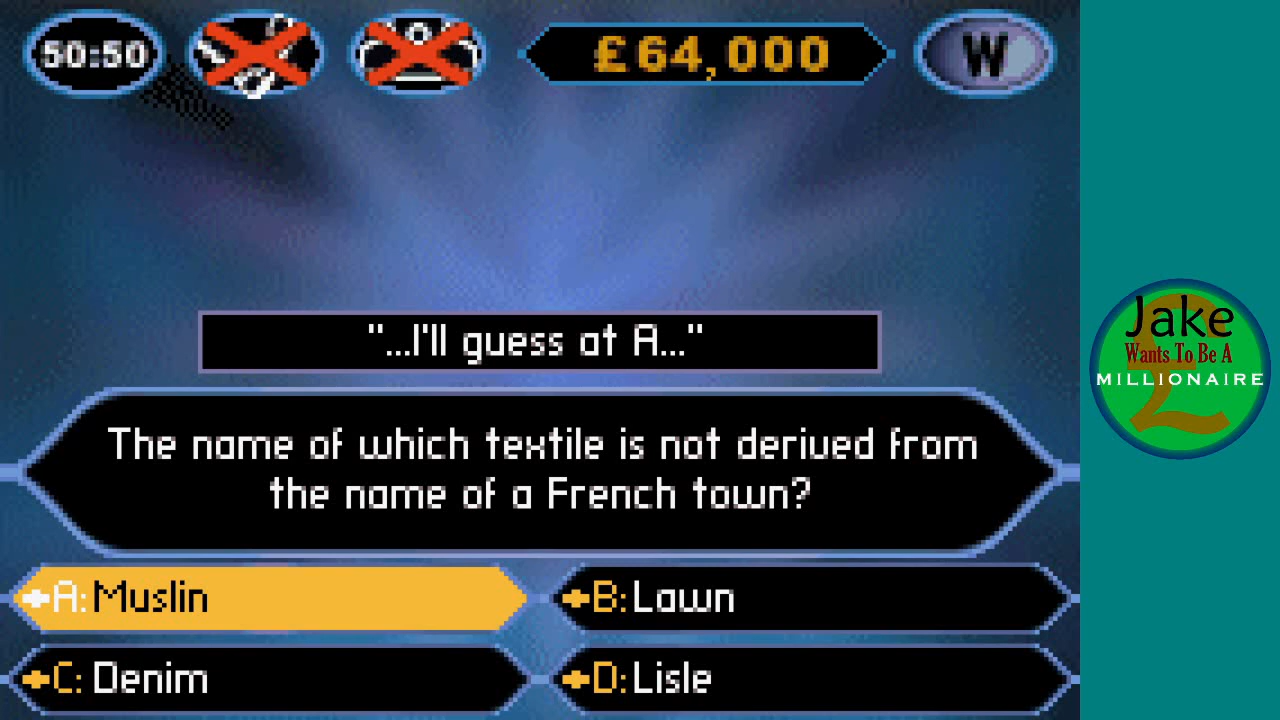 50:50
£64,000
W
"...I'll guess at A..."
The name of which textile is not derived from
the name of a French town?
A: Muslin
B: Lawn
C: Denim
D: Lisle
Jake
Wants To Be A
MILLIONAIRE
£